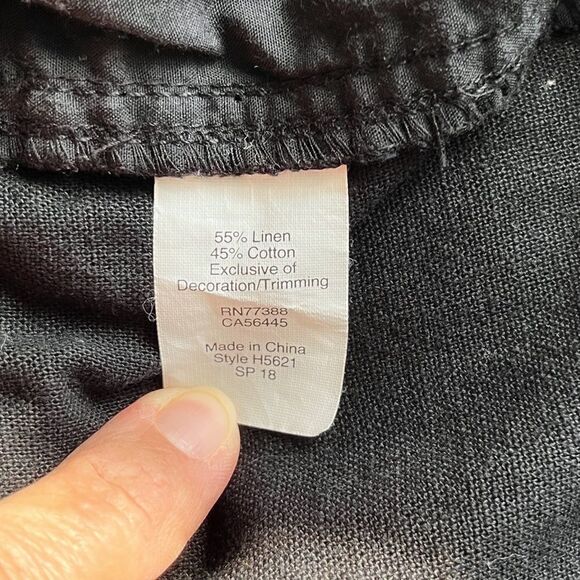 55% Linen
45% Cotton
Exclusive of
Decoration/Trimming
RN77388
CA56445
Made in China
Style H5621
SP 18